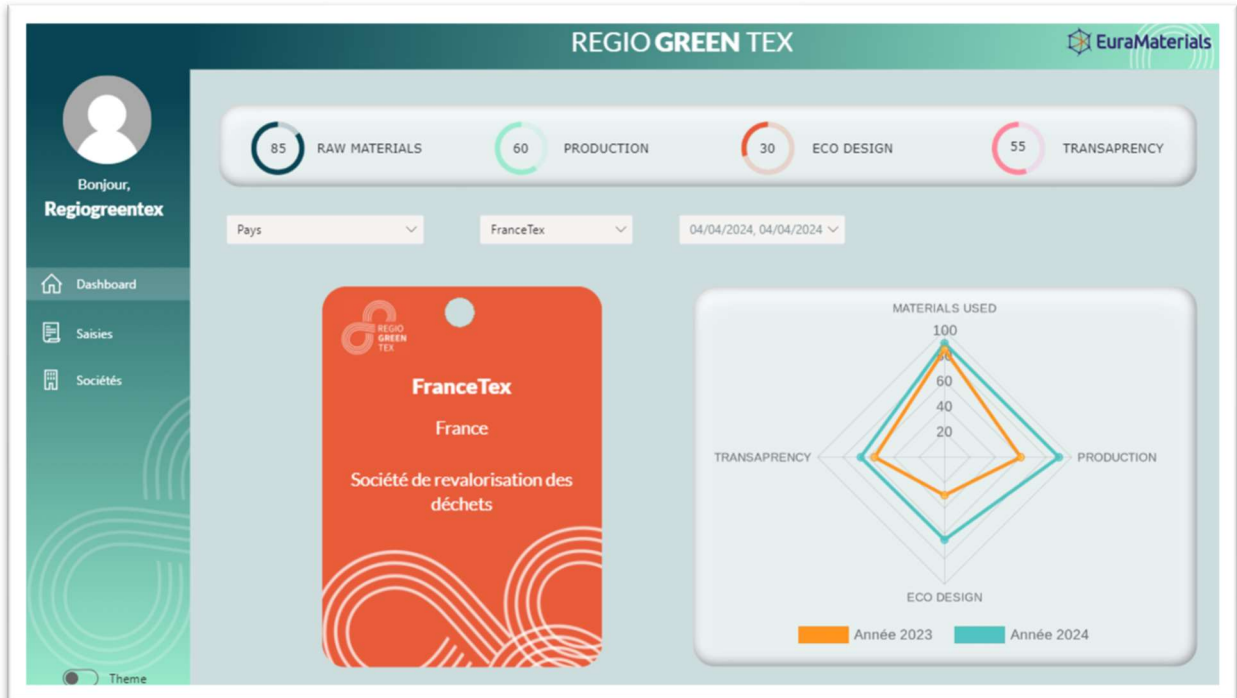 REGIO GREEN TEX
EuraMaterials
Bonjour,
Regiogreentex
Dashboard
Saisies
Sociétés
Theme
85 RAW MATERIALS
60 PRODUCTION
30 ECO DESIGN
55 TRANSAPRENCY
Pays
FranceTex
04/04/2024, 04/04/2024
REGIO
GREEN
TEX
FranceTex
France
Société de revalorisation des
déchets
MATERIALS USED
100
80
60
40
20
TRANSAPRENCY
PRODUCTION
ECO DESIGN
Année 2023
Année 2024